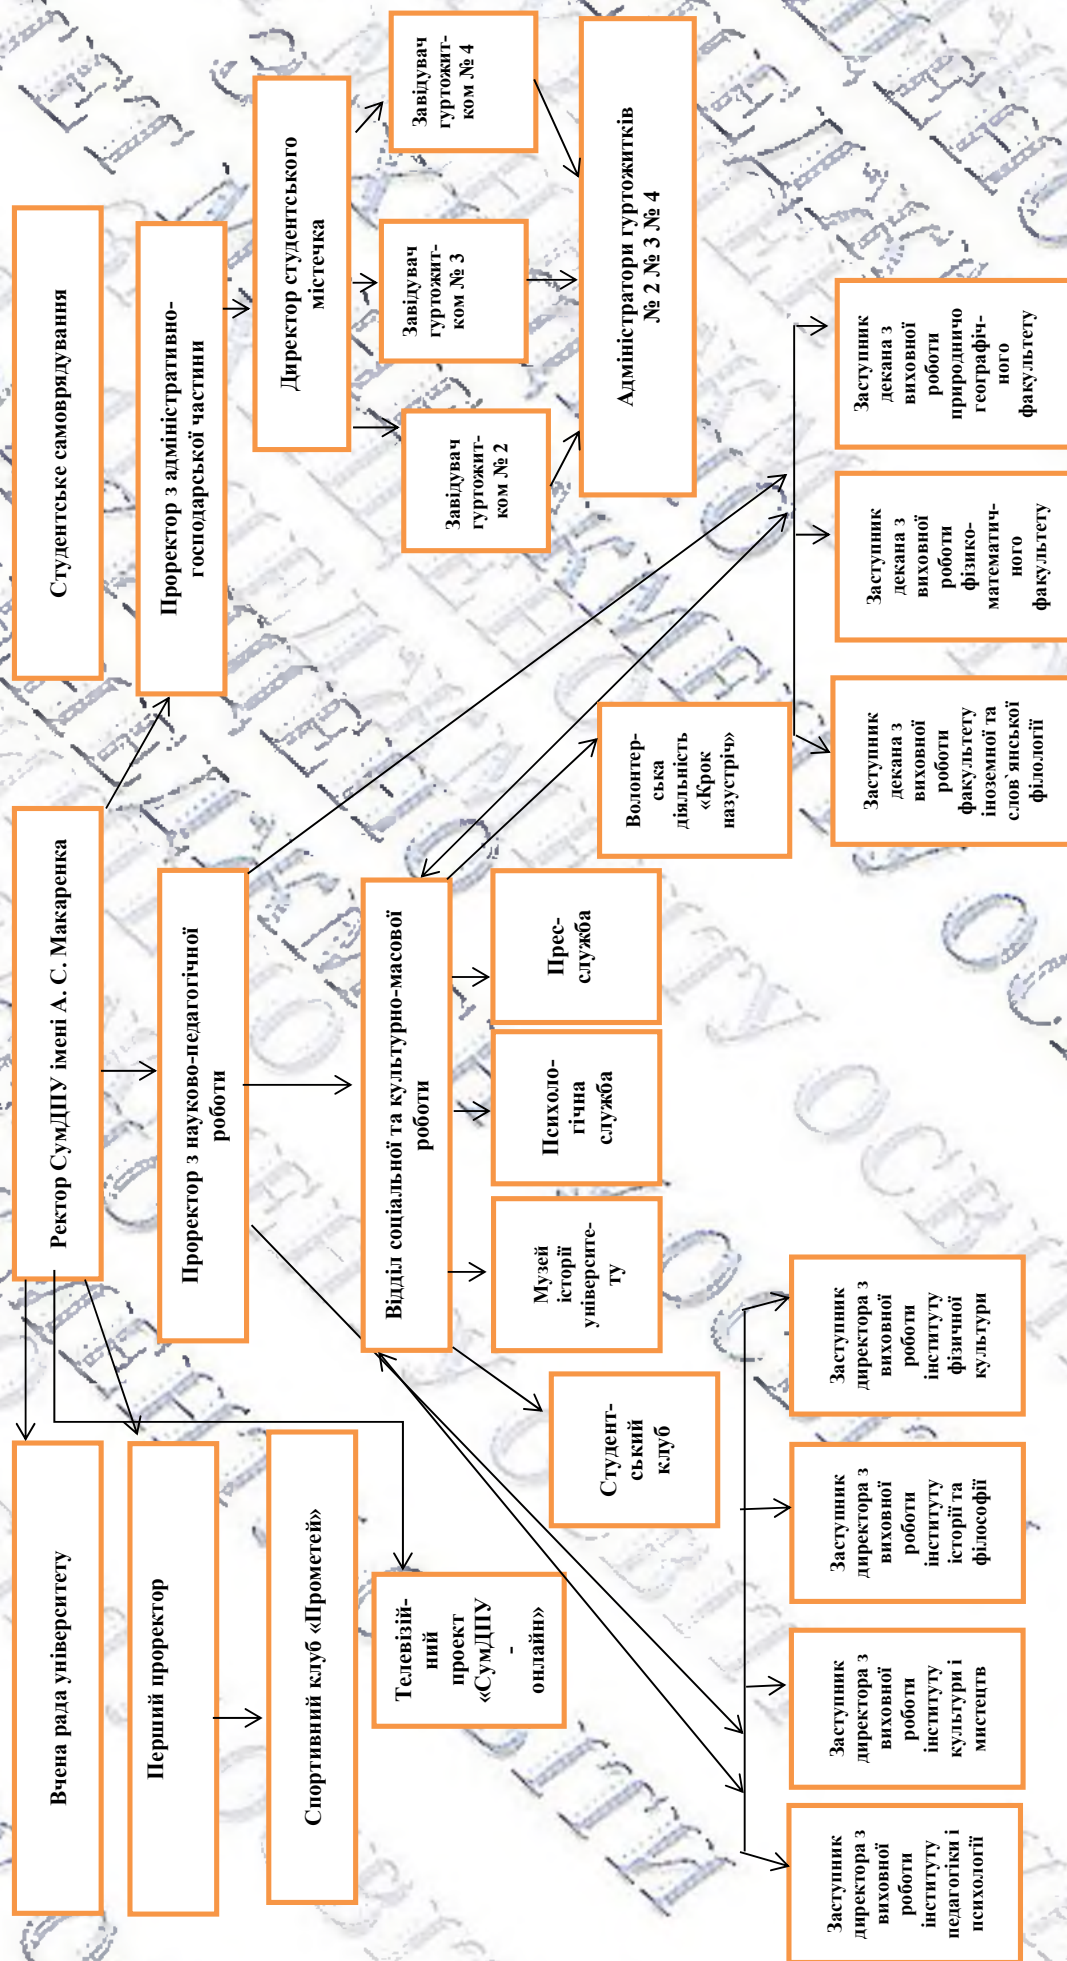 Вчена рада університету
Ректор СумДПУ імені А. С. Макаренка
Студентське самоврядування
Перший проректор
Проректор з науково-педагогічної
роботи
Проректор з адміністративно-
господарської частини
Спортивний клуб «Прометей»
Відділ соціальної та культурно-масової
роботи
Директор студентського
містечка
Телевізій-
ний
проект
«СумДПУ
-
онлайн»
Студент-
ський
клуб
Музей
історії
університе-
ту
Психоло-
гічна
служба
Прес-
служба
Волонтер-
ська
діяльність
«Крок
назустріч»
Завідувач
гуртожит-
ком № 2
Завідувач
гуртожит-
ком № 3
Завідувач
гуртожит-
ком № 4
Адміністратори гуртожитків
№ 2 № 3 № 4
Заступник
директора з
виховної
роботи
інституту
педагогіки і
психології
Заступник
директора з
виховної
роботи
інституту
культури і
мистецтв
Заступник
директора з
виховної
роботи
інституту
історії та
філософії
Заступник
директора з
виховної
роботи
інституту
фізичної
культури
Заступник
декана з
виховної
роботи
факультету
іноземної та
слов`янської
філології
Заступник
декана з
виховної
роботи
фізико-
математич-
ного
факультету
Заступник
декана з
виховної
роботи
природничо
географіч-
ного
факультету